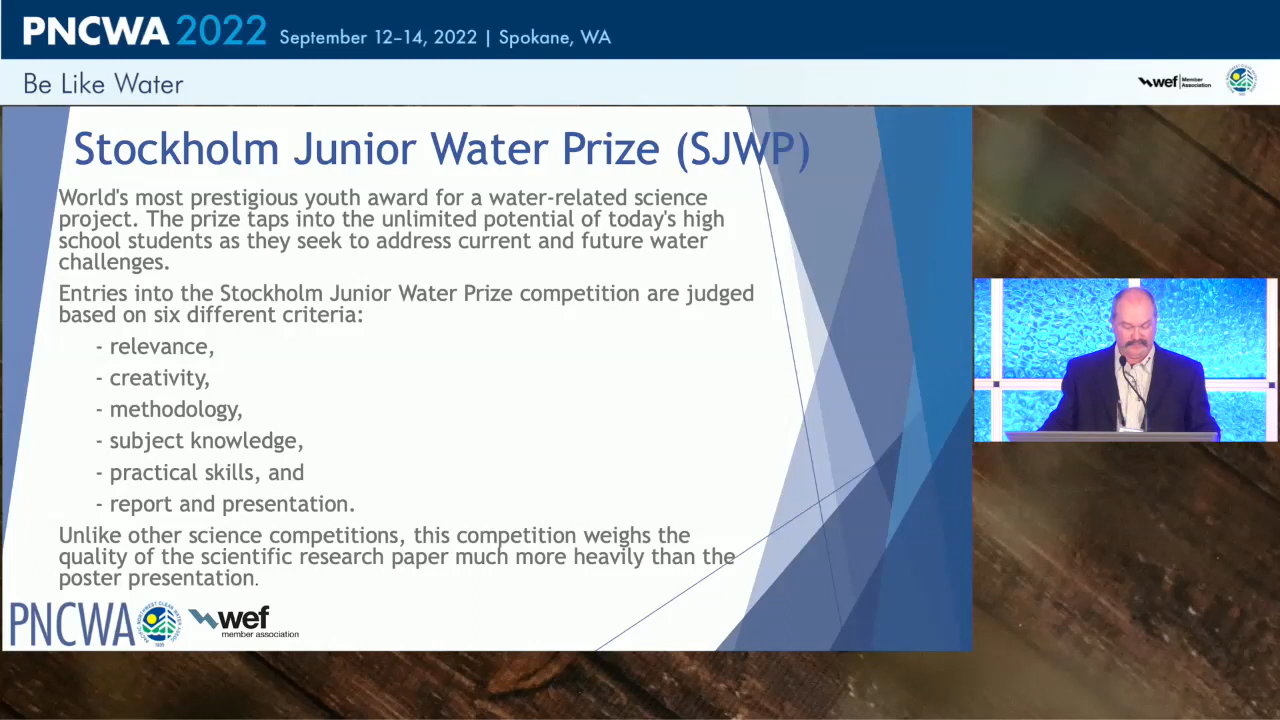 PNCWA 2022 September 12–14, 2022 | Spokane, WA
Be Like Water
wef Member Association
Stockholm Junior Water Prize (SJWP)
World's most prestigious youth award for a water-related science
project. The prize taps into the unlimited potential of today's high
school students as they seek to address current and future water
challenges.
Entries into the Stockholm Junior Water Prize competition are judged
based on six different criteria:
- relevance,
- creativity,
- methodology,
- subject knowledge,
- practical skills, and
- report and presentation.
Unlike other science competitions, this competition weighs the
quality of the scientific research paper much more heavily than the
poster presentation.
PNCWA
wef
member association